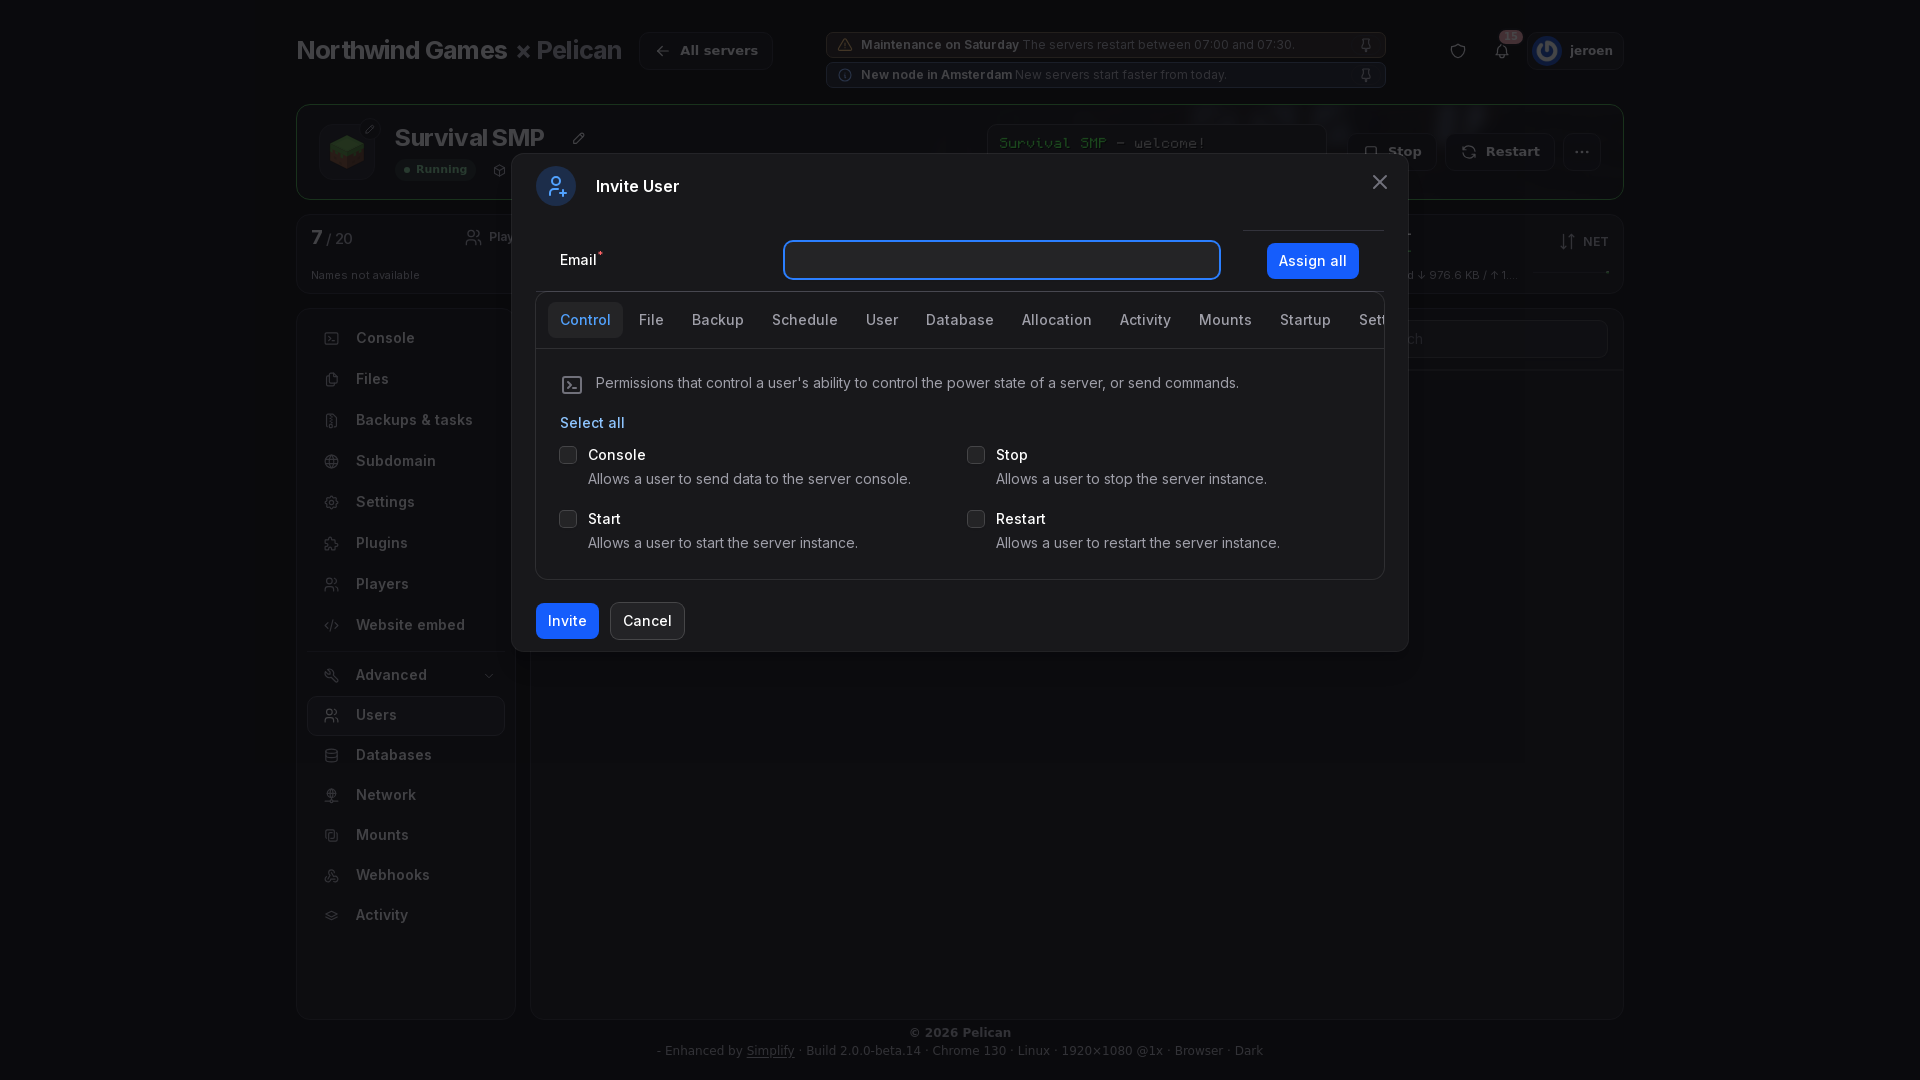 Northwind Games × Pelican
All servers
Maintenance on Saturday The servers restart between 07:00 and 07:30.
New node in Amsterdam New servers start faster from today.
15
jeroen
Survival SMP
Running
Survival SMP - welcome!
Stop
Restart
7 / 20
Names not available
NET
↓ 976.6 KB / ↑ 1....
Console
Files
Backups & tasks
Subdomain
Settings
Plugins
Players
Website embed
Advanced
Users
Databases
Network
Mounts
Webhooks
Activity
Invite User
Email*
Assign all
Control
File
Backup
Schedule
User
Database
Allocation
Activity
Mounts
Startup
Permissions that control a user's ability to control the power state of a server, or send commands.
Select all
Console
Allows a user to send data to the server console.
Stop
Allows a user to stop the server instance.
Start
Allows a user to start the server instance.
Restart
Allows a user to restart the server instance.
Invite
Cancel
© 2026 Pelican
- Enhanced by Simplify · Build 2.0.0-beta.14 · Chrome 130 · Linux · 1920×1080 @1x · Browser · Dark